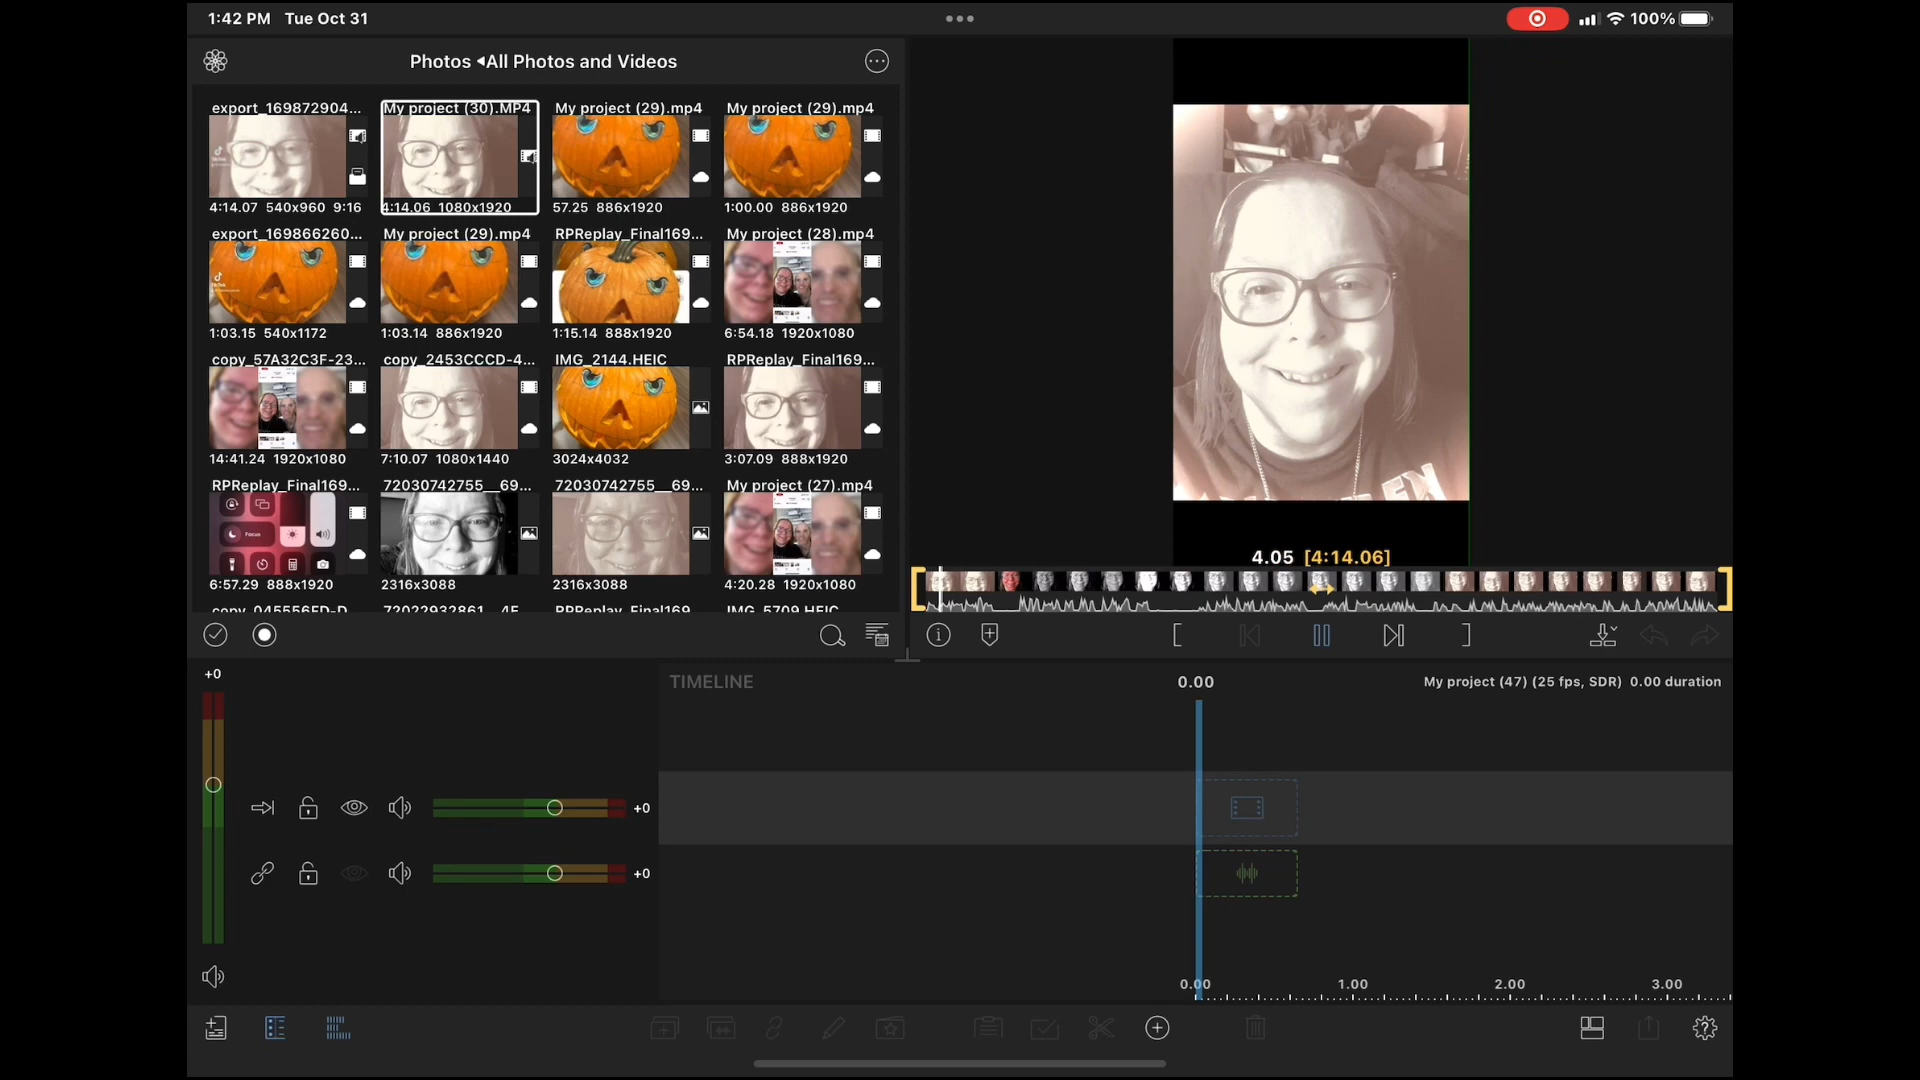 1:42 PM Tue Oct 31
100%
Photos ◂All Photos and Videos
export_169872904...
My project (30).MP4
My project (29).mp4
My project (29).mp4
4:14.07 540x960 9:16
4:14.06 1080x1920
57.25 886x1920
1:00.00 886x1920
export_169866260...
My project (29).mp4
RPReplay_Final169...
My project (28).mp4
1:03.15 540x1172
1:03.14 886x1920
1:15.14 888x1920
6:54.18 1920x1080
copy_57A32C3F-23...
copy_2453CCCD-4...
IMG_2144.HEIC
RPReplay_Final169...
14:41.24 1920x1080
7:10.07 1080x1440
3024x4032
3:07.09 888x1920
RPReplay_Final169...
72030742755__69...
72030742755__69...
My project (27).mp4
Focus
6:57.29 888x1920
2316x3088
2316x3088
4:20.28 1920x1080
copy_045556FD-D...
72022932861__4F...
RPReplay_Final169...
IMG_5709.HEIC
4.05 [4:14.06]
+0
TIMELINE
0.00
My project (47) (25 fps, SDR) 0.00 duration
+0
+0
0.00 1.00 2.00 3.00